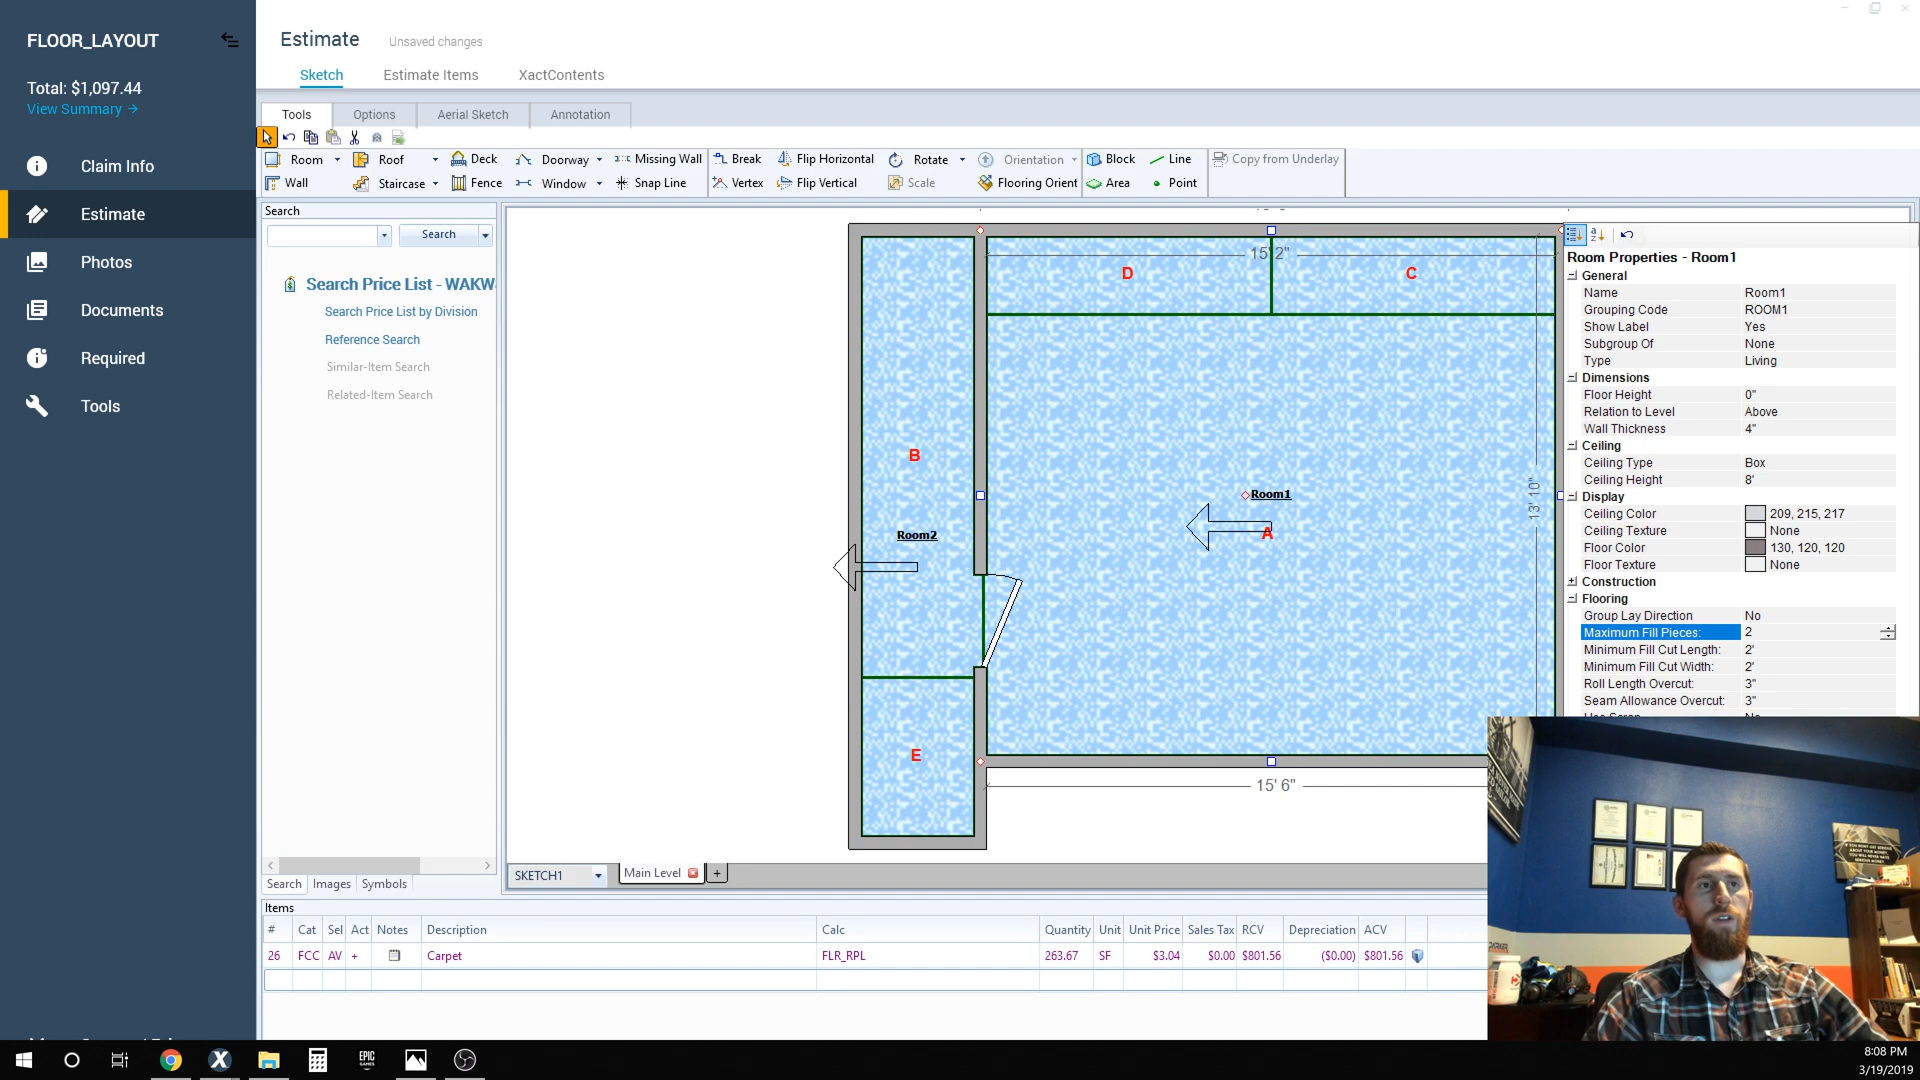 FLOOR_LAYOUT
Total: $1,097.44
View Summary →
Claim Info
Estimate
Photos
Documents
Required
Tools
Estimate
Unsaved changes
Sketch
Estimate Items
XactContents
Tools
Options
Aerial Sketch
Annotation
Room
Roof
Deck
Doorway
Missing Wall
Break
Flip Horizontal
Rotate
Orientation
Block
Line
Copy from Underlay
Wall
Staircase
Fence
Window
Snap Line
Vertex
Flip Vertical
Scale
Flooring Orient
Area
Point
Search
Search
Search Price List - WAKW
Search Price List by Division
Reference Search
Similar-Item Search
Related-Item Search
Search
Images
Symbols
15' 2"
D
C
B
Room1
A
Room2
13' 10"
E
15' 6"
SKETCH1
Main Level
+
Room Properties - Room1
General
Name Room1
Grouping Code ROOM1
Show Label Yes
Subgroup Of None
Type Living
Dimensions
Floor Height 0"
Relation to Level Above
Wall Thickness 4"
Ceiling
Ceiling Type Box
Ceiling Height 8'
Display
Ceiling Color 209, 215, 217
Ceiling Texture None
Floor Color 130, 120, 120
Floor Texture None
Construction
Flooring
Group Lay Direction No
Maximum Fill Pieces: 2
Minimum Fill Cut Length: 2'
Minimum Fill Cut Width: 2'
Roll Length Overcut: 3"
Seam Allowance Overcut: 3"
Items
# Cat Sel Act Notes Description Calc Quantity Unit Unit Price Sales Tax RCV Depreciation ACV
26 FCC AV + Carpet FLR_RPL 263.67 SF $3.04 $0.00 $801.56 ($0.00) $801.56
EPIC
GAMES
8:08 PM
3/19/2019